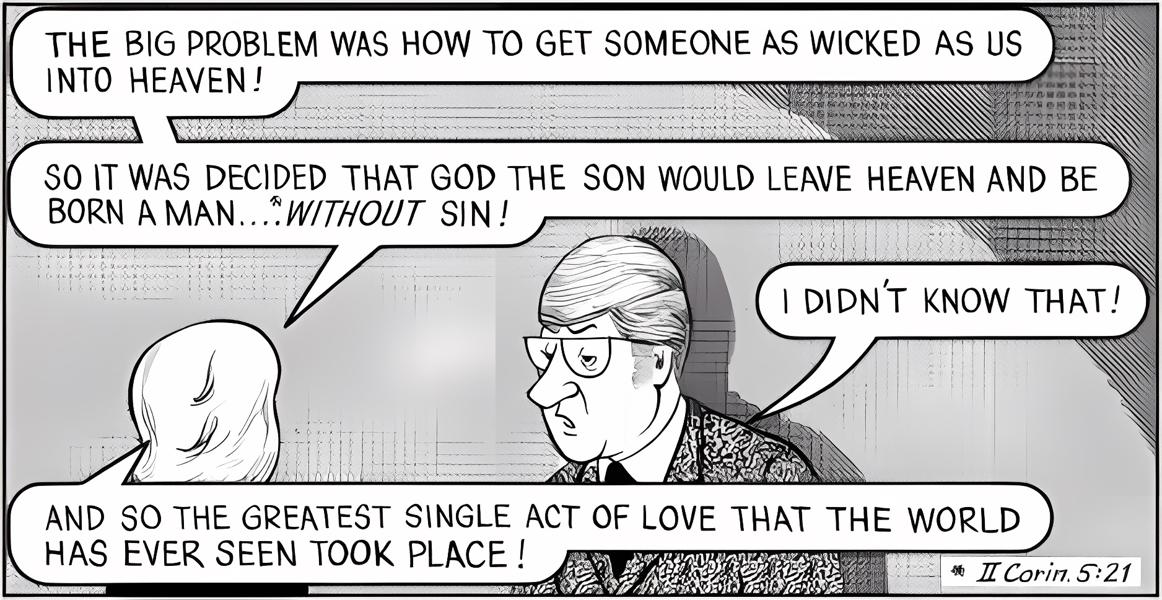 THE BIG PROBLEM WAS HOW TO GET SOMEONE AS WICKED AS US
INTO HEAVEN!
SO IT WAS DECIDED THAT GOD THE SON WOULD LEAVE HEAVEN AND BE
BORN A MAN....*WITHOUT SIN!
I DIDN'T KNOW THAT!
AND SO THE GREATEST SINGLE ACT OF LOVE THAT THE WORLD
HAS EVER SEEN TOOK PLACE!
* II Corin. 5:21